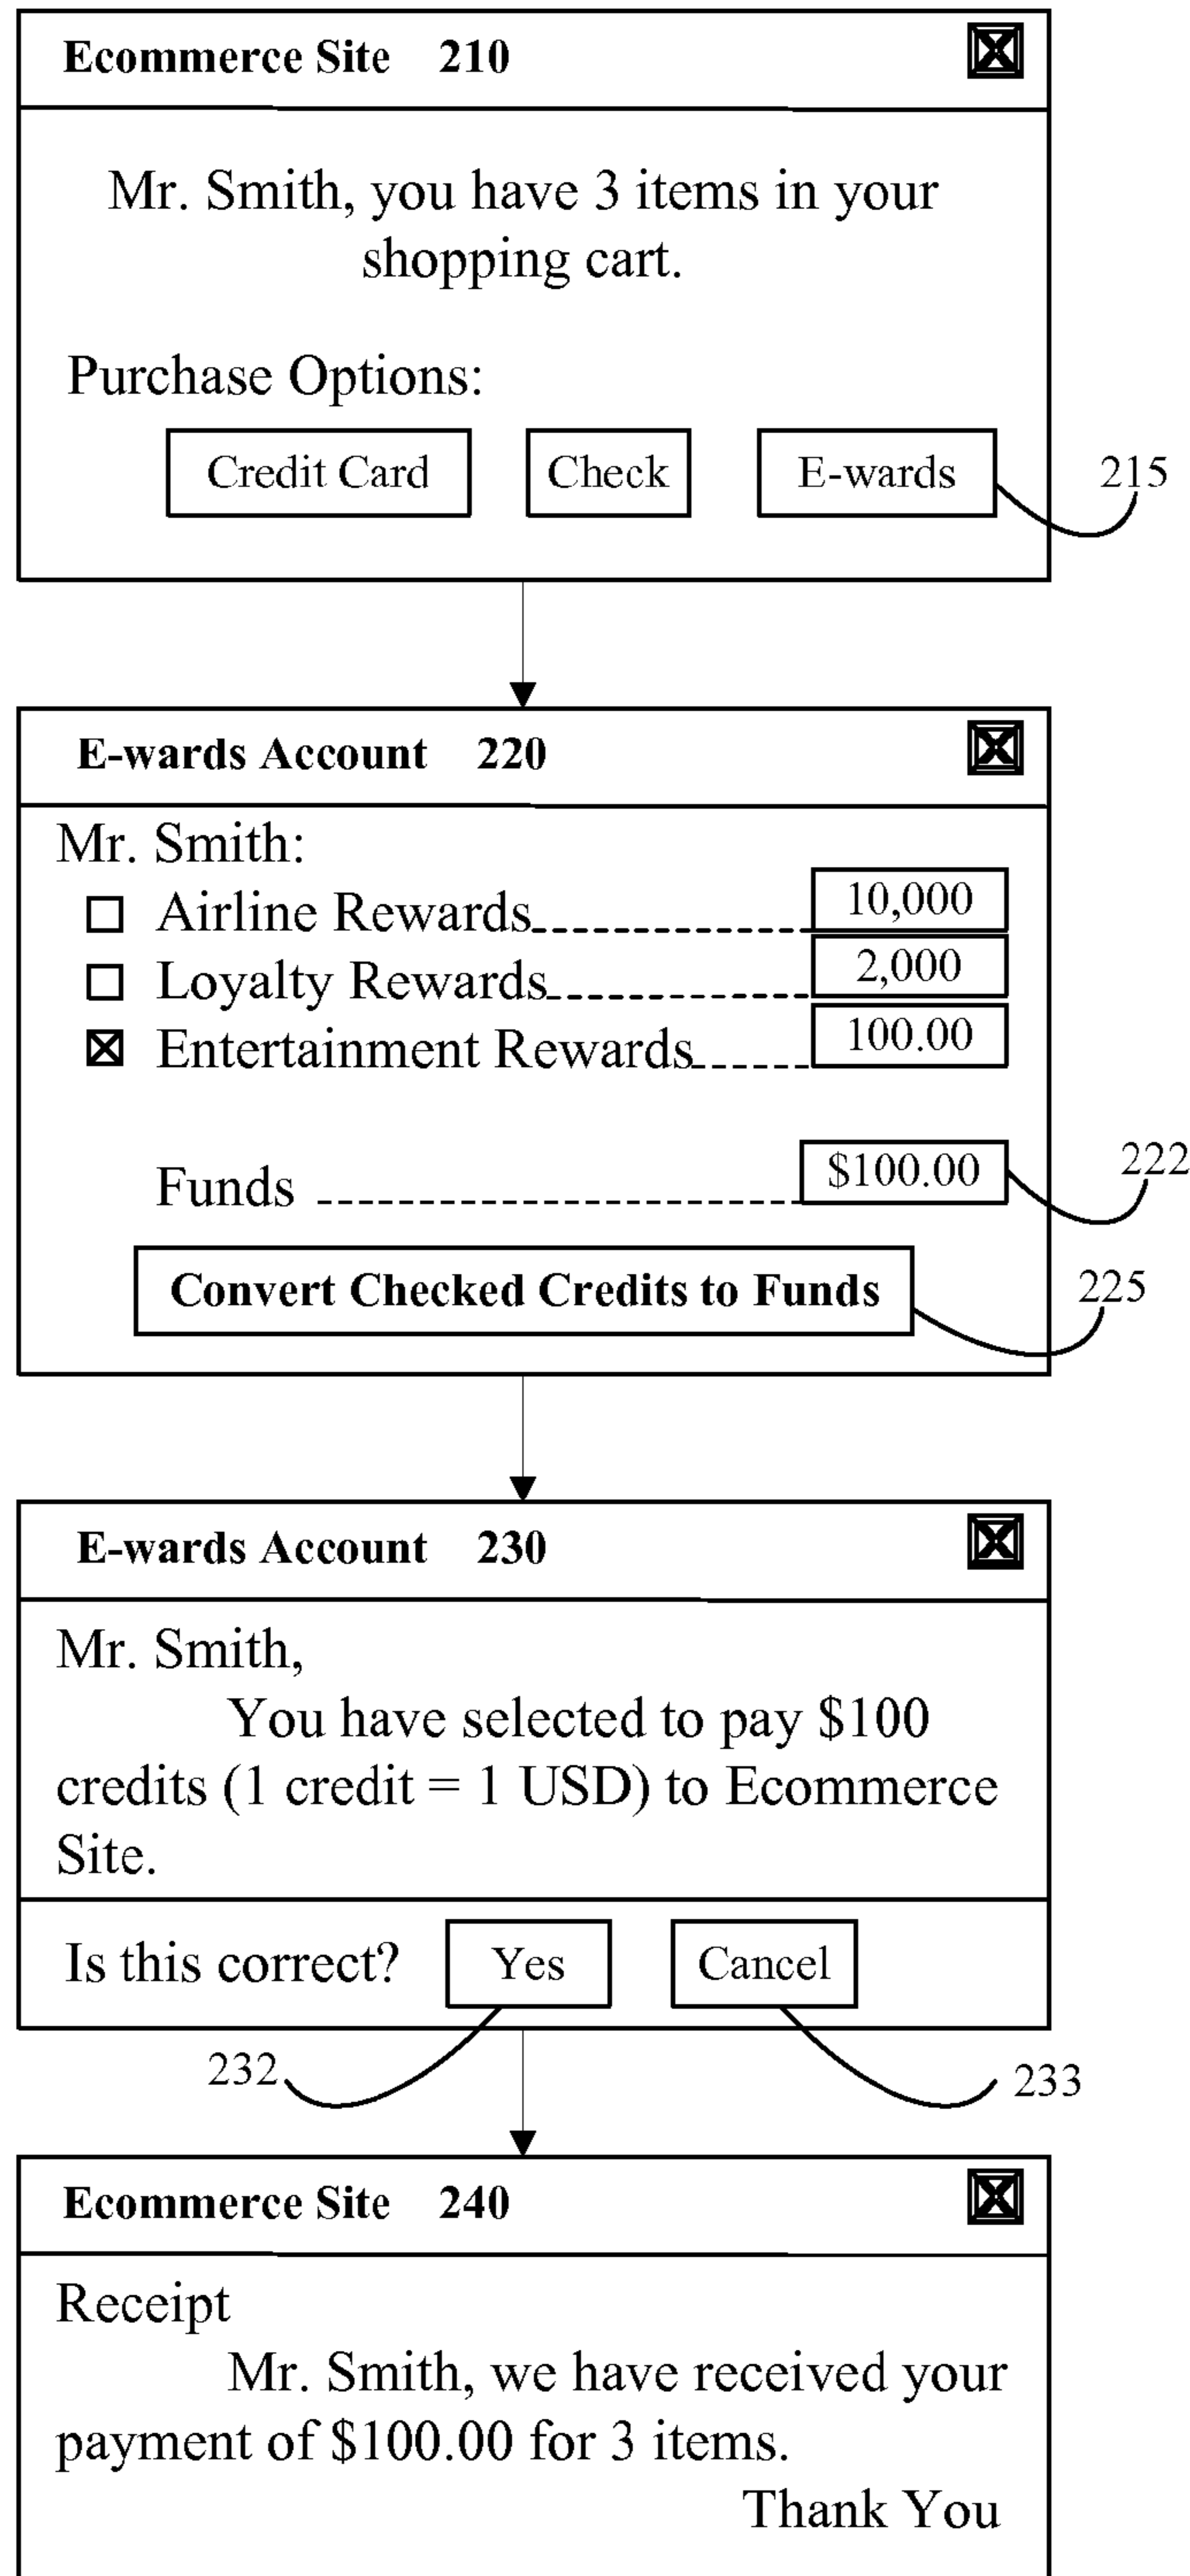 Ecommerce Site 210
Mr. Smith, you have 3 items in your
shopping cart.
Purchase Options:
Credit Card Check E-wards 215
E-wards Account 220
Mr. Smith:
Airline Rewards 10,000
Loyalty Rewards 2,000
Entertainment Rewards 100.00
Funds $100.00 222
Convert Checked Credits to Funds 225
E-wards Account 230
Mr. Smith,
You have selected to pay $100
credits (1 credit = 1 USD) to Ecommerce
Site.
Is this correct? Yes Cancel
232 233
Ecommerce Site 240
Receipt
Mr. Smith, we have received your
payment of $100.00 for 3 items.
Thank You